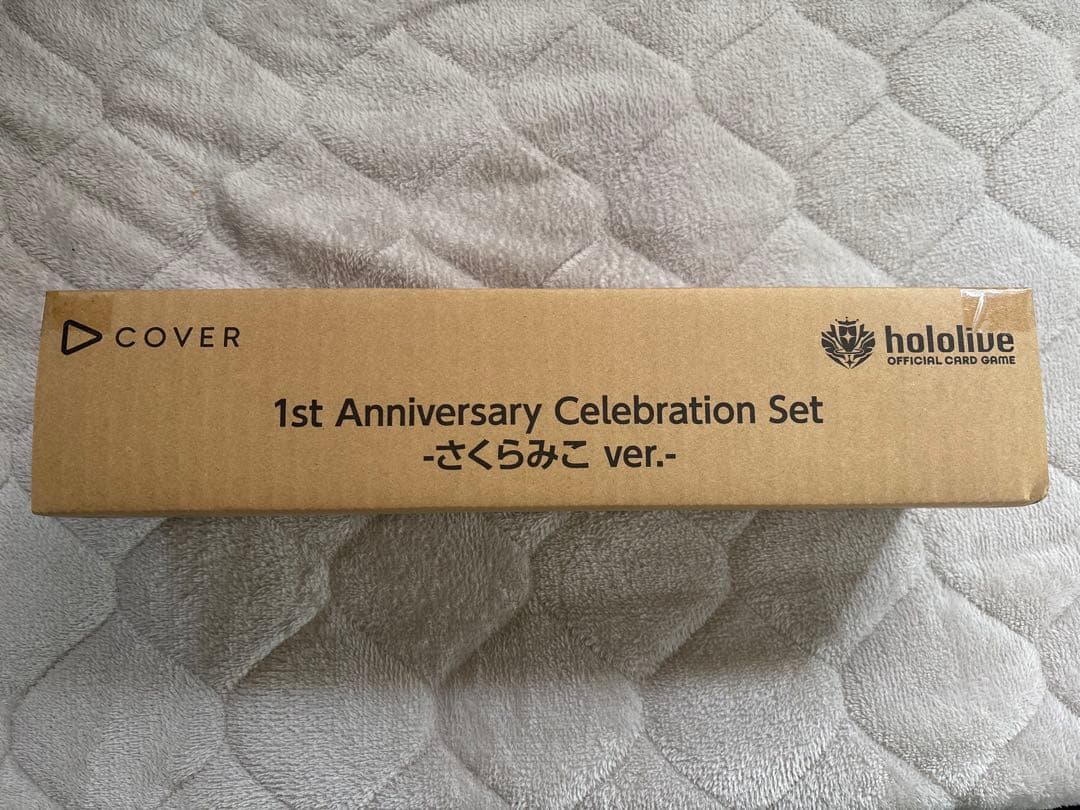 COVER
hololive
OFFICIAL CARD GAME
1st Anniversary Celebration Set
-さくらみこ ver.-